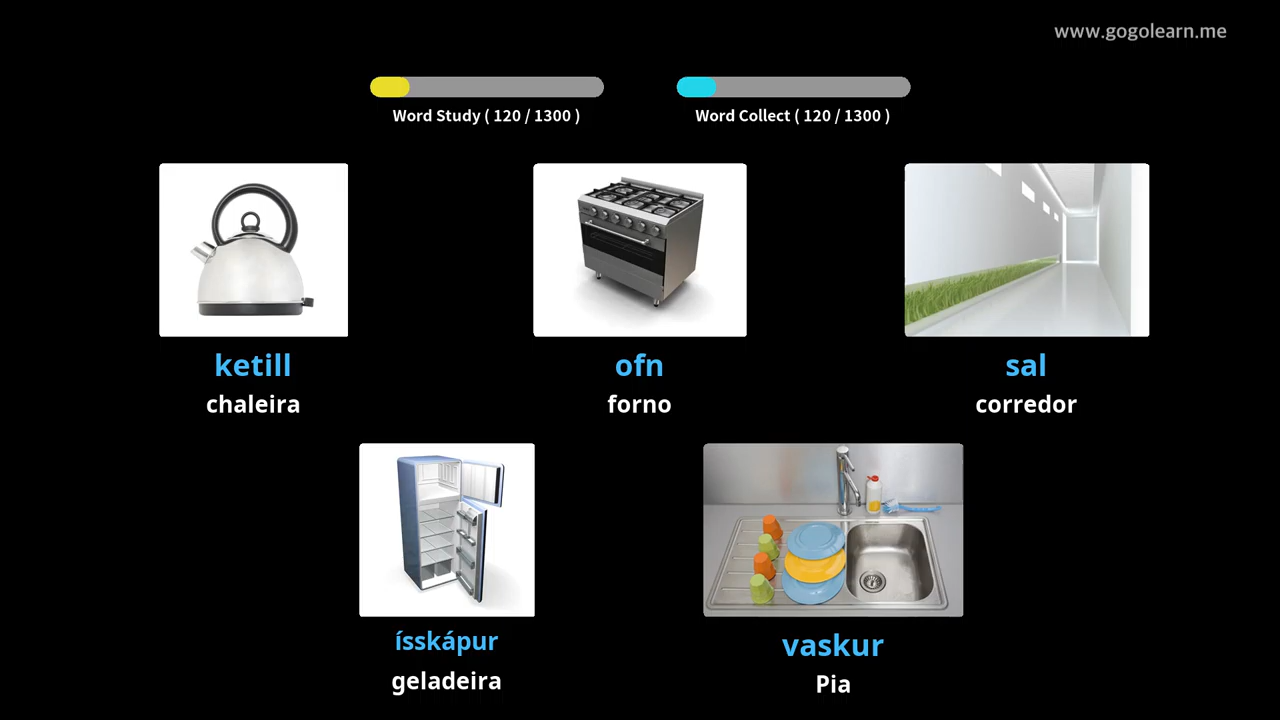 www.gogolearn.me
Word Study ( 120 / 1300 )
Word Collect ( 120 / 1300 )
ketill
chaleira
ofn
forno
sal
corredor
ísskápur
geladeira
vaskur
Pia